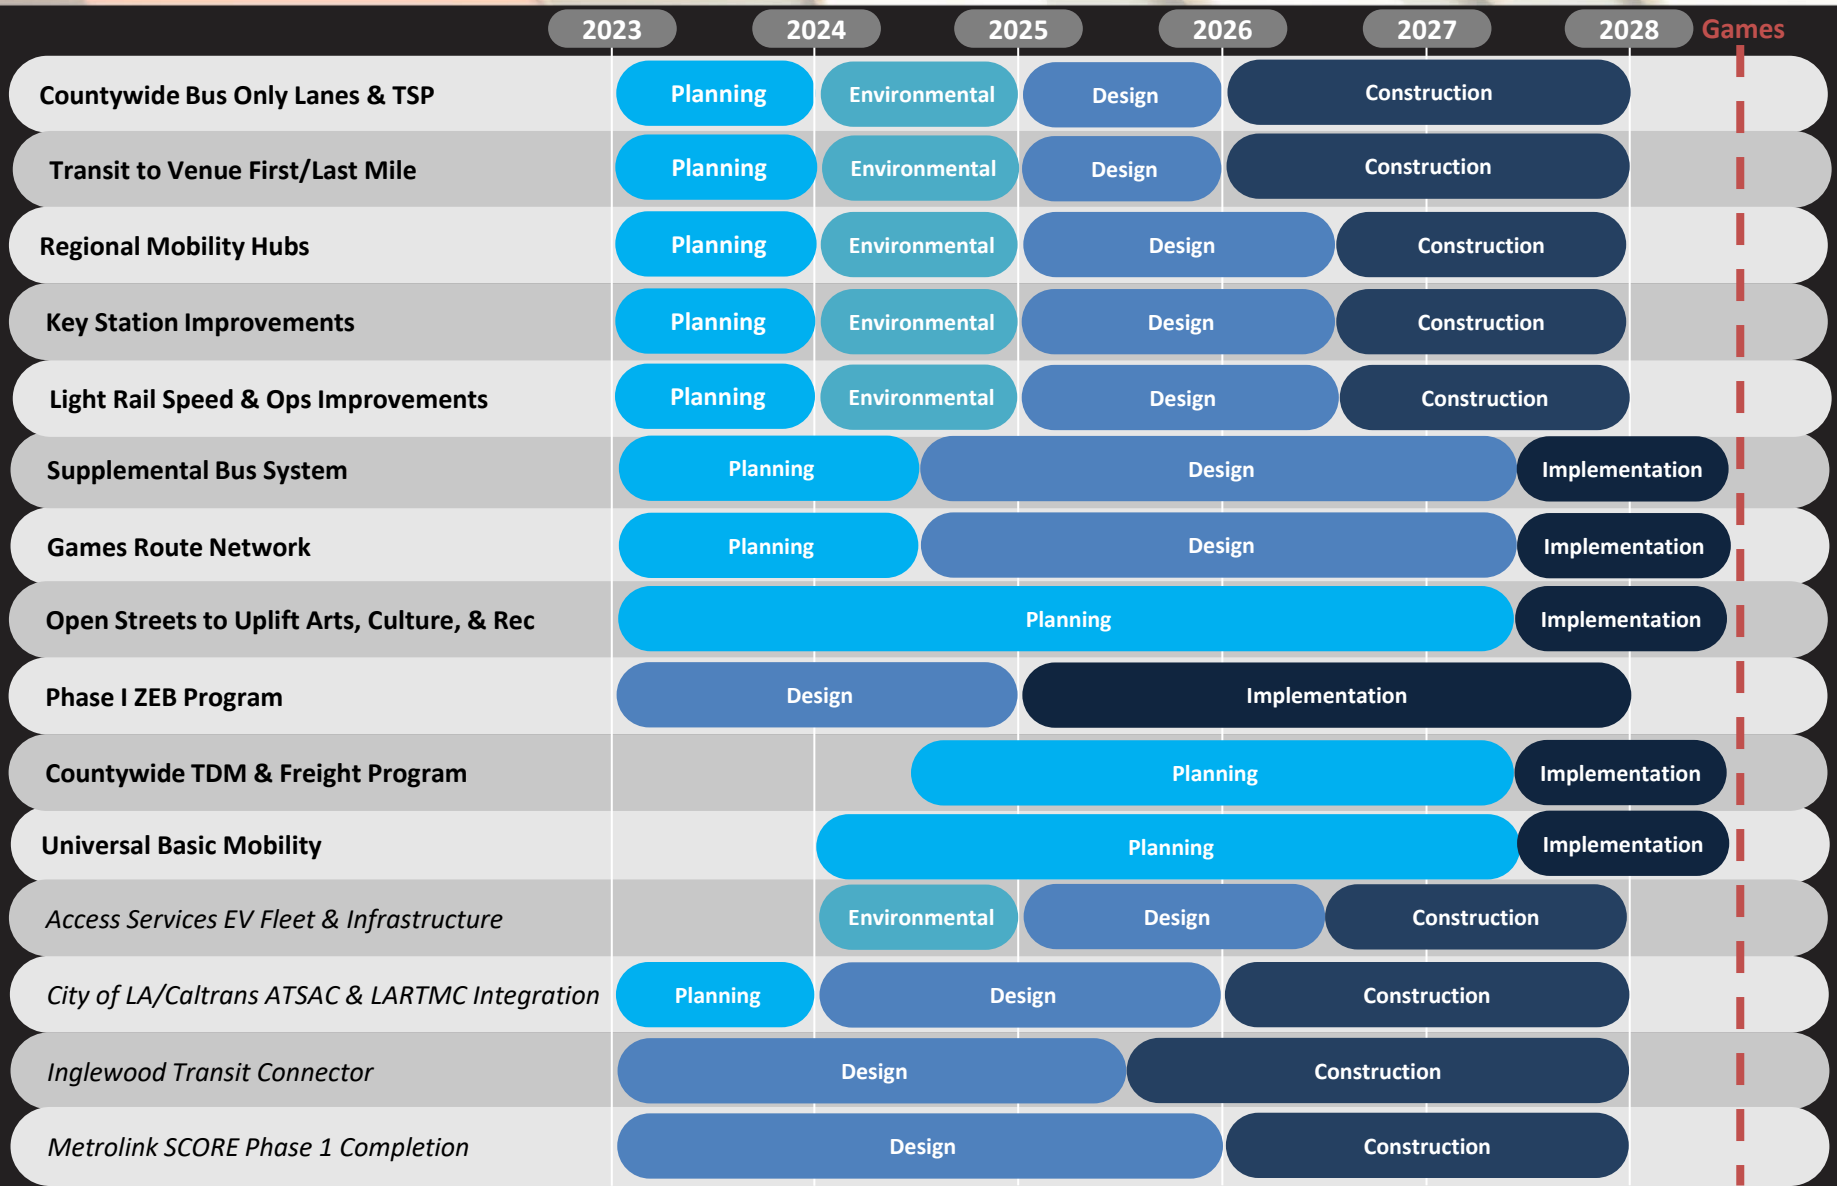 2023 2024 2025 2026 2027 2028 Games
Countywide Bus Only Lanes & TSP Planning Environmental Design Construction
Transit to Venue First/Last Mile Planning Environmental Design Construction
Regional Mobility Hubs Planning Environmental Design Construction
Key Station Improvements Planning Environmental Design Construction
Light Rail Speed & Ops Improvements Planning Environmental Design Construction
Supplemental Bus System Planning Design Implementation
Games Route Network Planning Design Implementation
Open Streets to Uplift Arts, Culture, & Rec Planning Implementation
Phase I ZEB Program Design Implementation
Countywide TDM & Freight Program Planning Implementation
Universal Basic Mobility Planning Implementation
Access Services EV Fleet & Infrastructure Environmental Design Construction
City of LA/Caltrans ATSAC & LARTMC Integration Planning Design Construction
Inglewood Transit Connector Design Construction
Metrolink SCORE Phase 1 Completion Design Construction